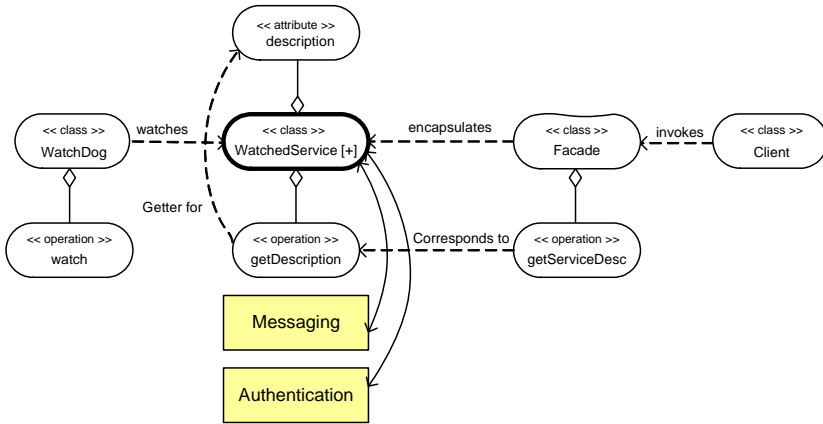 << attribute >>
description
<< class >>
WatchDog
watches
<< class >>
WatchedService [+]
encapsulates
<< class >>
Facade
invokes
<< class >>
Client
Getter for
<< operation >>
watch
<< operation >>
getDescription
Corresponds to
<< operation >>
getServiceDesc
Messaging
Authentication